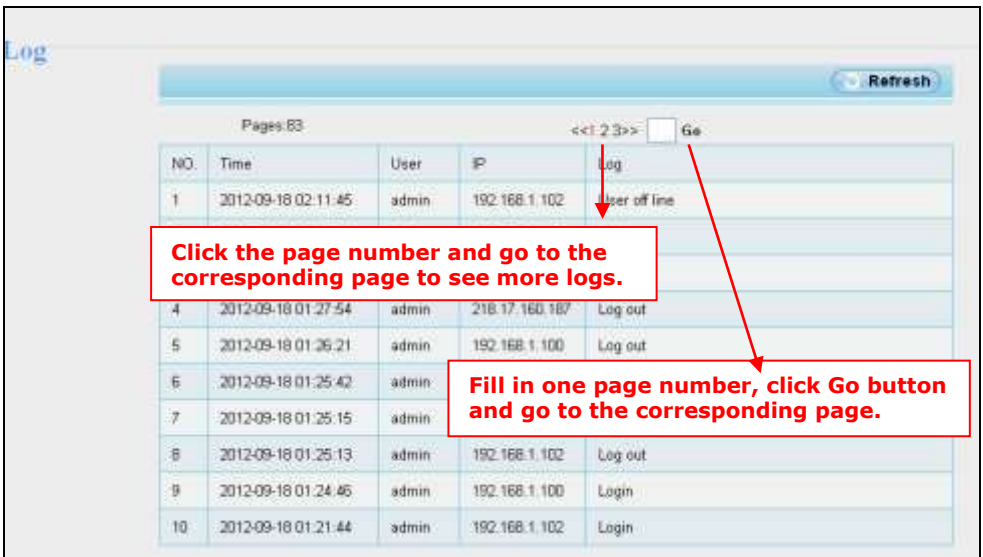 Log
Refresh
Pages:83 <<1 2 3>> Go
NO. Time User IP Log
1 2012-09-18 02:11:45 admin 192.168.1.102 User off line
Click the page number and go to the
corresponding page to see more logs.
4 2012-09-18 01:27:54 admin 218.17.160.187 Log out
5 2012-09-18 01:26:21 admin 192.168.1.100 Log out
6 2012-09-18 01:25:42 admin
Fill in one page number, click Go button
and go to the corresponding page.
7 2012-09-18 01:25:15 admin
8 2012-09-18 01:25:13 admin 192.168.1.102 Log out
9 2012-09-18 01:24:46 admin 192.168.1.100 Login
10 2012-09-18 01:21:44 admin 192.168.1.102 Login